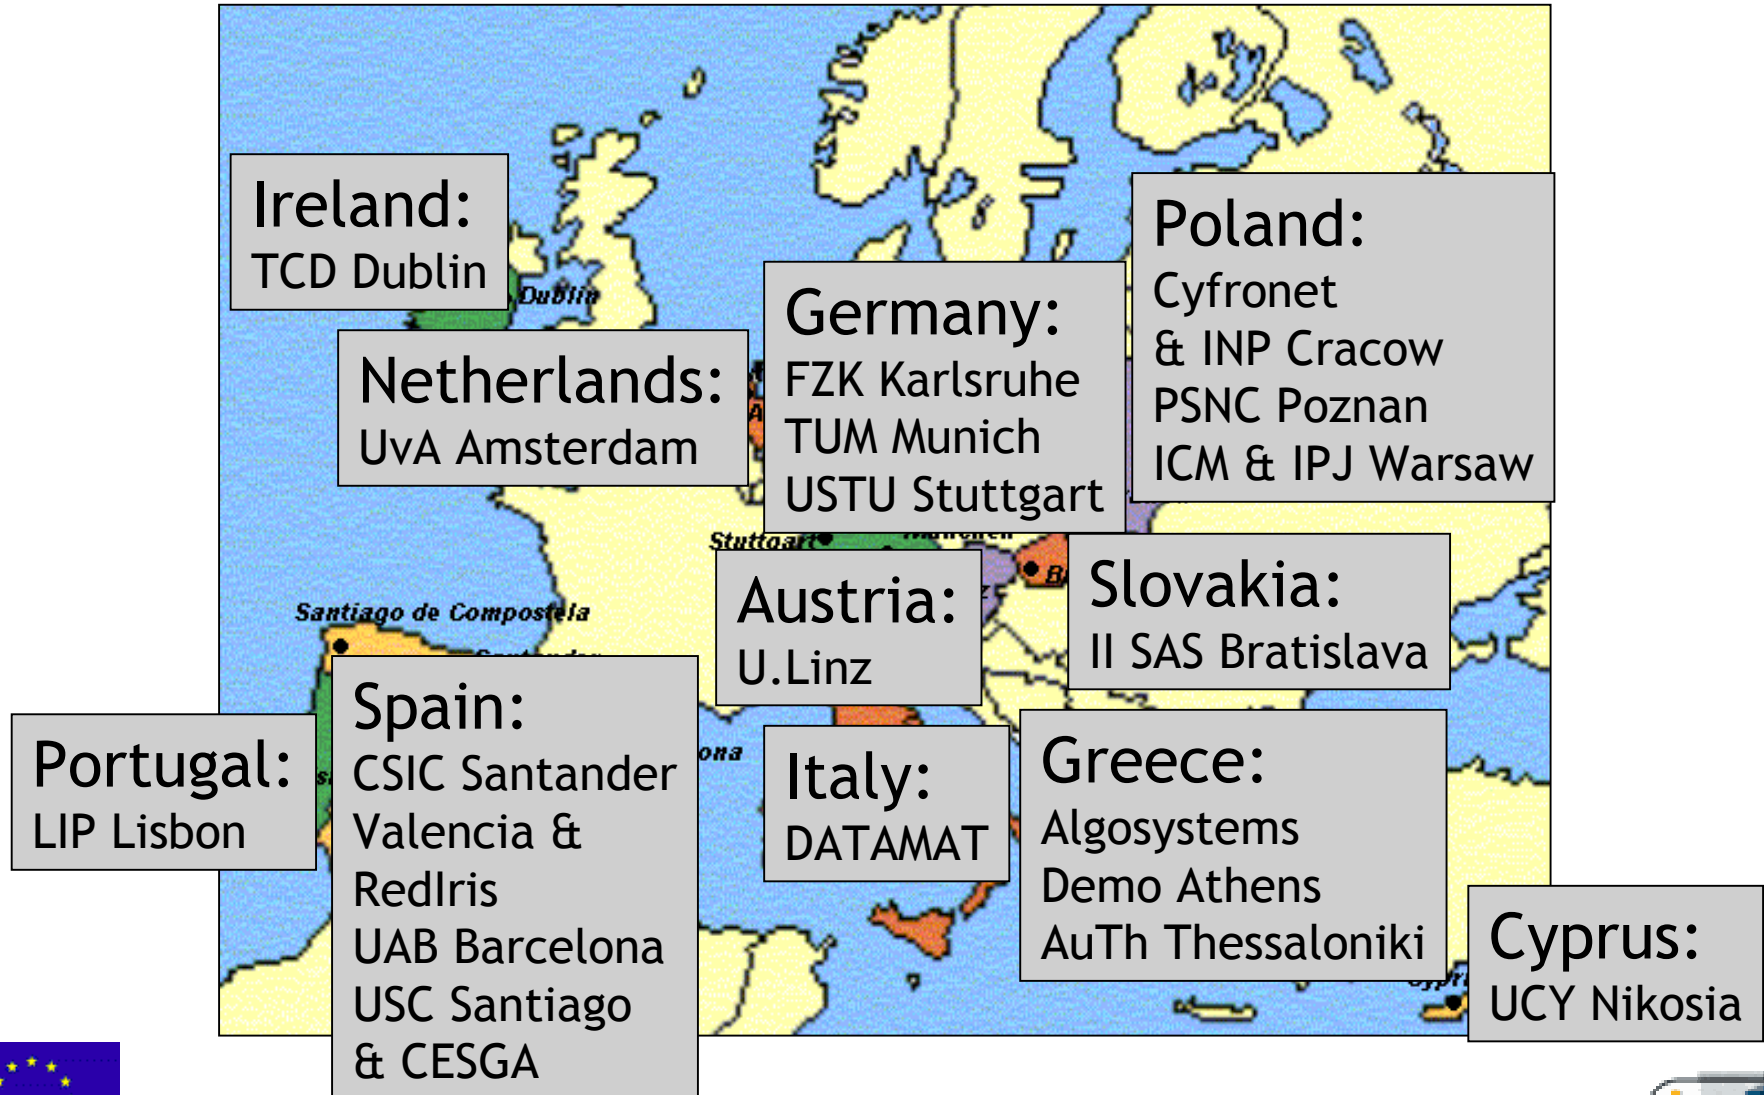 Ireland:
TCD Dublin
Dublin
Netherlands:
UvA Amsterdam
Germany:
FZK Karlsruhe
TUM Munich
USTU Stuttgart
Poland:
Cyfronet
& INP Cracow
PSNC Poznan
ICM & IPJ Warsaw
Stuttgart
Austria:
U.Linz
Slovakia:
II SAS Bratislava
Santiago de Compostela
Portugal:
LIP Lisbon
Spain:
CSIC Santander
Valencia &
RedIris
UAB Barcelona
USC Santiago
& CESGA
ona
Italy:
DATAMAT
Greece:
Algosystems
Demo Athens
AuTh Thessaloniki
Cyprus:
UCY Nikosia